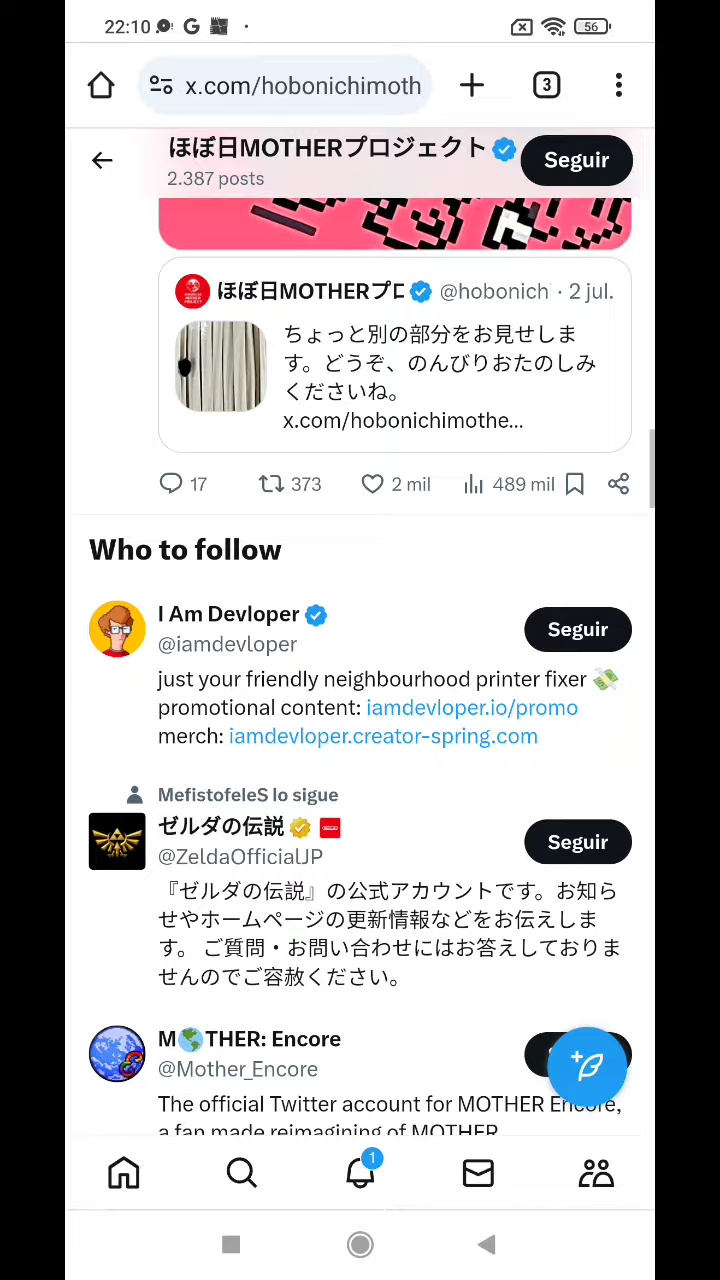 22:10
56
x.com/hobonichimoth
3
ほぼ日MOTHERプロジェクト
2.387 posts
Seguir
ほぼ日MOTHERプロ @hobonich · 2 jul.
ちょっと別の部分をお見せしま
す。どうぞ、のんびりおたのしみ
くださいね。
x.com/hobonichimothe...
17 373 2 mil 489 mil
Who to follow
I Am Devloper
@iamdevloper
Seguir
just your friendly neighbourhood printer fixer 💸
promotional content: iamdevloper.io/promo
merch: iamdevloper.creator-spring.com
MefistofeleS lo sigue
ゼルダの伝説
@ZeldaOfficialJP
Seguir
『ゼルダの伝説』の公式アカウントです。お知ら
せやホームページの更新情報などをお伝えしま
す。 ご質問・お問い合わせにはお答えしておりま
せんのでご容赦ください。
M🌎THER: Encore
@Mother_Encore
The official Twitter account for MOTHER Encore,
a fan made reimagining of MOTHER
1